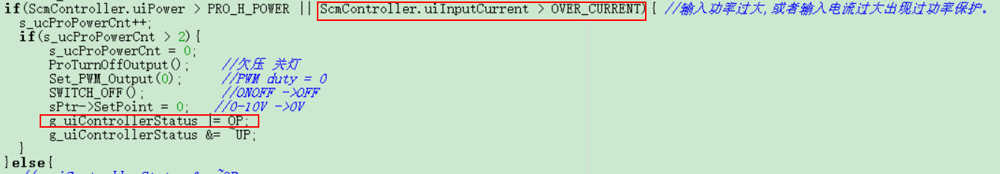 if(ScmController.uiPower > PRO_H_POWER || ScmController.uiInputCurrent > OVER_CURRENT){ //输入功率过大,或者输入电流过大出现过功率保护.
s_ucProPowerCnt++;
if(s_ucProPowerCnt > 2){
s_ucProPowerCnt = 0;
ProTurnOffOutput(); //欠压 关灯
Set_PWM_Output(0); //PWM duty = 0
SWITCH_OFF(); //ONOFF ->OFF
sPtr->SetPoint = 0; //0-10V ->0V
g_uiControllerStatus |= OP;
g_uiControllerStatus &= ~UP;
}
}else{